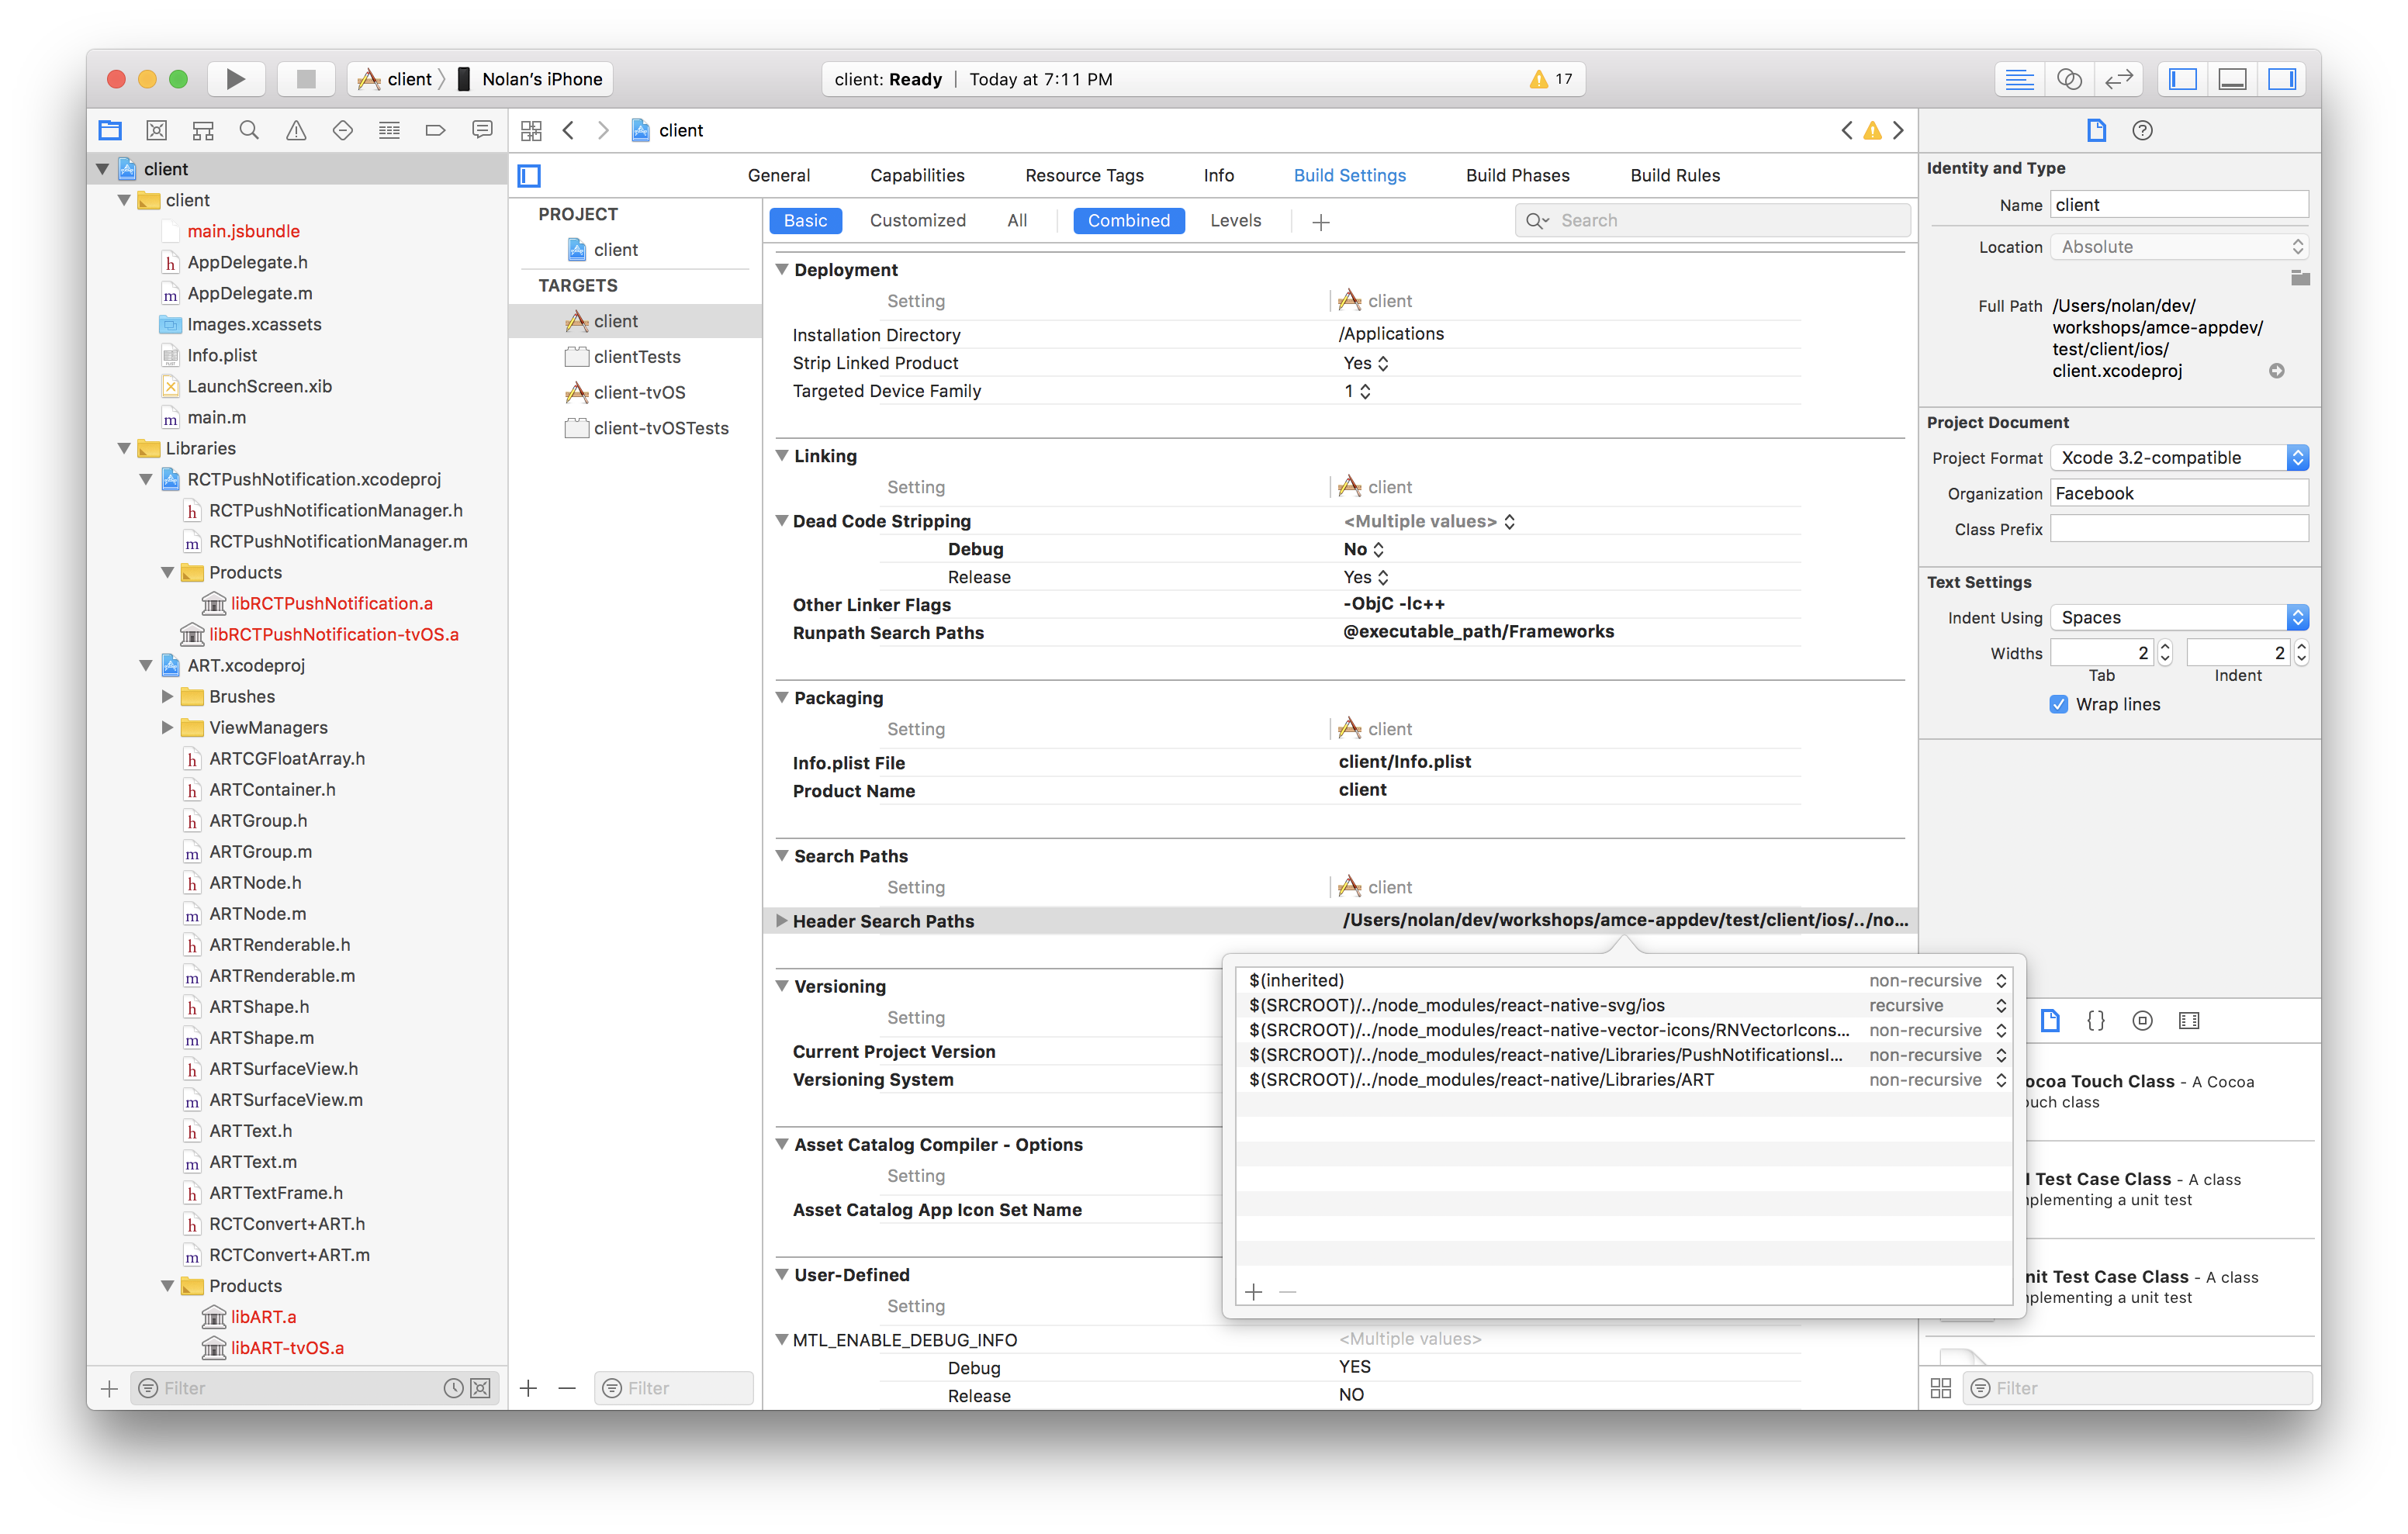 client 〉 Nolan’s iPhone
client: Ready | Today at 7:11 PM
17
client
client
client
main.jsbundle
AppDelegate.h
AppDelegate.m
Images.xcassets
Info.plist
LaunchScreen.xib
main.m
Libraries
RCTPushNotification.xcodeproj
RCTPushNotificationManager.h
RCTPushNotificationManager.m
Products
libRCTPushNotification.a
libRCTPushNotification-tvOS.a
ART.xcodeproj
Brushes
ViewManagers
ARTCGFloatArray.h
ARTContainer.h
ARTGroup.h
ARTGroup.m
ARTNode.h
ARTNode.m
ARTRenderable.h
ARTRenderable.m
ARTShape.h
ARTShape.m
ARTSurfaceView.h
ARTSurfaceView.m
ARTText.h
ARTText.m
ARTTextFrame.h
RCTConvert+ART.h
RCTConvert+ART.m
Products
libART.a
libART-tvOS.a
Filter
General Capabilities Resource Tags Info Build Settings Build Phases Build Rules
PROJECT
client
TARGETS
client
clientTests
client-tvOS
client-tvOSTests
Filter
Basic Customized All Combined Levels + Search
Deployment
Setting client
Installation Directory /Applications
Strip Linked Product Yes
Targeted Device Family 1
Linking
Setting client
Dead Code Stripping <Multiple values>
Debug No
Release Yes
Other Linker Flags -ObjC -lc++
Runpath Search Paths @executable_path/Frameworks
Packaging
Setting client
Info.plist File client/Info.plist
Product Name client
Search Paths
Setting client
Header Search Paths /Users/nolan/dev/workshops/amce-appdev/test/client/ios/../no...
$(inherited) non-recursive
$(SRCROOT)/../node_modules/react-native-svg/ios recursive
$(SRCROOT)/../node_modules/react-native-vector-icons/RNVectorIcons... non-recursive
$(SRCROOT)/../node_modules/react-native/Libraries/PushNotificationsI... non-recursive
$(SRCROOT)/../node_modules/react-native/Libraries/ART non-recursive
Versioning
Setting
Current Project Version
Versioning System
Asset Catalog Compiler - Options
Setting
Asset Catalog App Icon Set Name
User-Defined
Setting
MTL_ENABLE_DEBUG_INFO <Multiple values>
Debug YES
Release NO
Identity and Type
Name client
Location Absolute
Full Path /Users/nolan/dev/
workshops/amce-appdev/
test/client/ios/
client.xcodeproj
Project Document
Project Format Xcode 3.2-compatible
Organization Facebook
Class Prefix
Text Settings
Indent Using Spaces
Widths 2 2
Tab Indent
Wrap lines
{}
ocoa Touch Class - A Cocoa
ouch class
I Test Case Class - A class
mplementing a unit test
nit Test Case Class - A class
mplementing a unit test
Filter